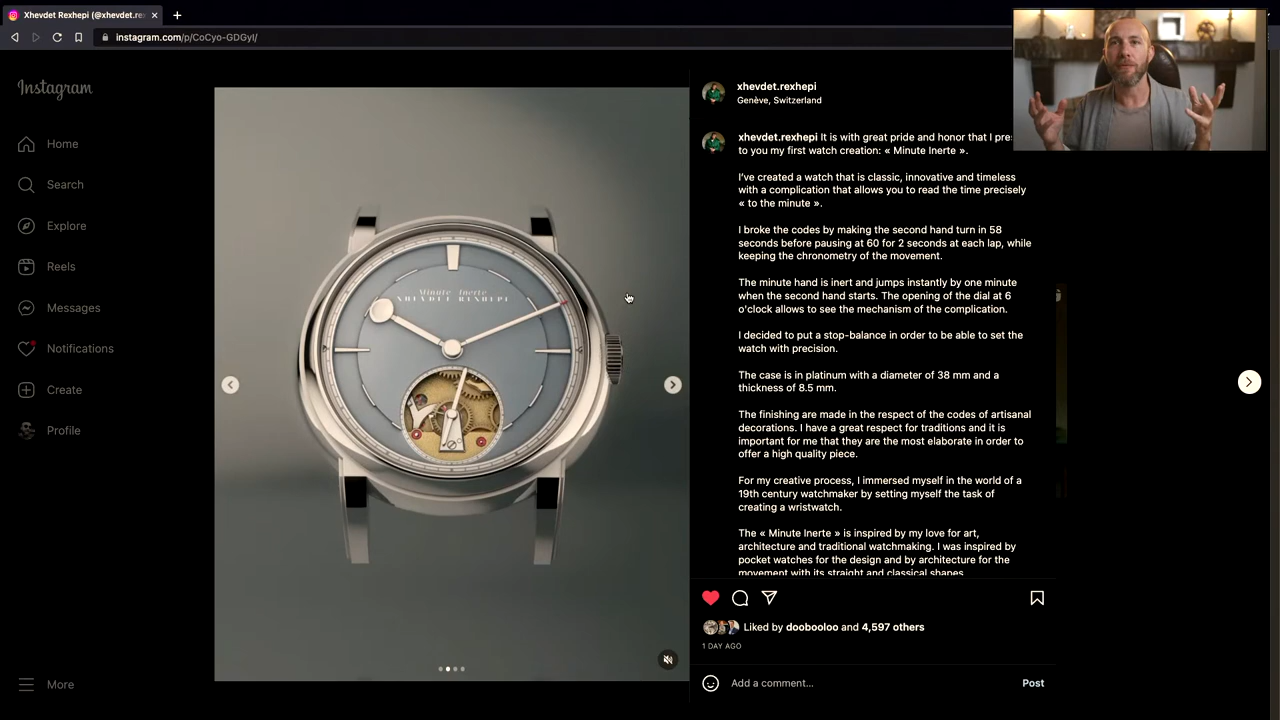 Xhevdet Rexhepi (@xhevdet.re
instagram.com/p/CoCyo-GDGyI/
Instagram
Home
Search
Explore
Reels
Messages
Notifications
Create
Profile
More
Minute Inerte
XHEVDET REXHEPI
xhevdet.rexhepi
Genève, Switzerland
xhevdet.rexhepi It is with great pride and honor that I pre
to you my first watch creation: « Minute Inerte ».
I've created a watch that is classic, innovative and timeless
with a complication that allows you to read the time precisely
« to the minute ».
I broke the codes by making the second hand turn in 58
seconds before pausing at 60 for 2 seconds at each lap, while
keeping the chronometry of the movement.
The minute hand is inert and jumps instantly by one minute
when the second hand starts. The opening of the dial at 6
o'clock allows to see the mechanism of the complication.
I decided to put a stop-balance in order to be able to set the
watch with precision.
The case is in platinum with a diameter of 38 mm and a
thickness of 8.5 mm.
The finishing are made in the respect of the codes of artisanal
decorations. I have a great respect for traditions and it is
important for me that they are the most elaborate in order to
offer a high quality piece.
For my creative process, I immersed myself in the world of a
19th century watchmaker by setting myself the task of
creating a wristwatch.
The « Minute Inerte » is inspired by my love for art,
architecture and traditional watchmaking. I was inspired by
pocket watches for the design and by architecture for the
movement with its straight and classical shapes.
Liked by doobooloo and 4,597 others
1 DAY AGO
Add a comment...
Post